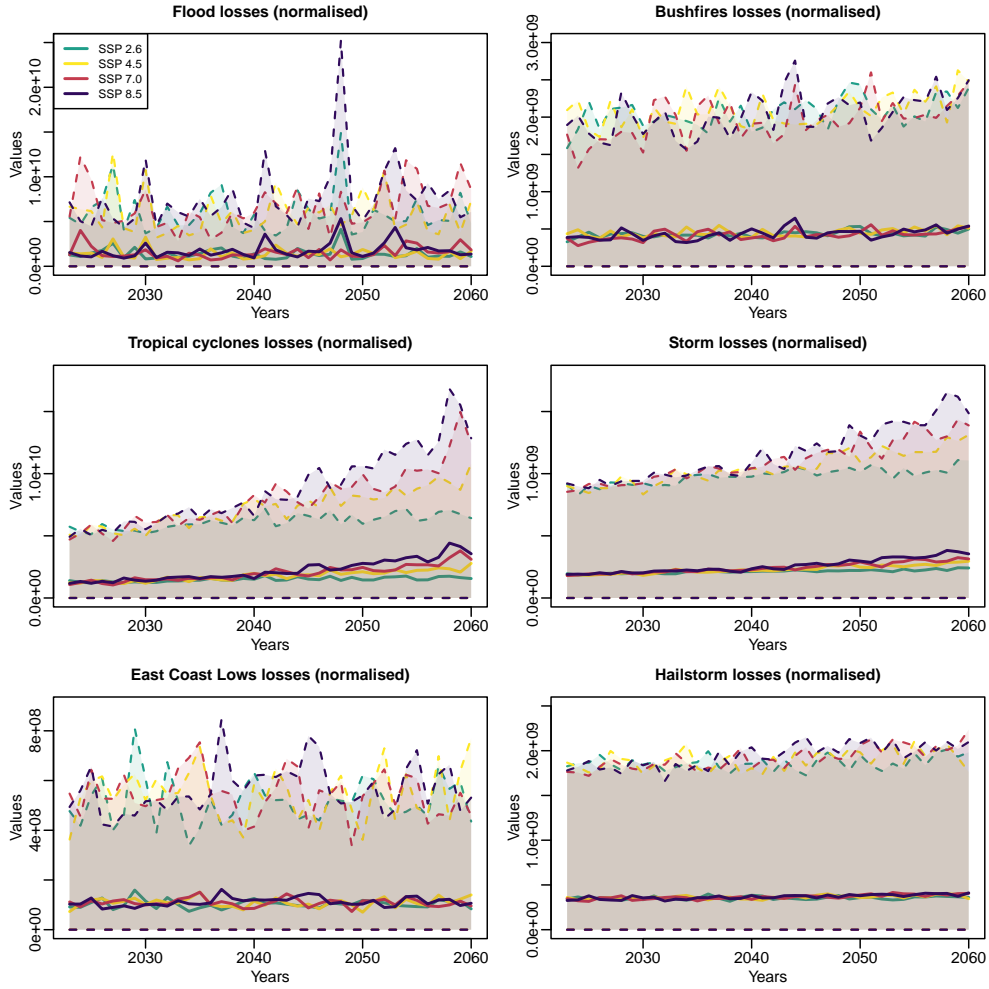 Flood losses (normalised)
SSP 2.6
SSP 4.5
SSP 7.0
SSP 8.5
Values
0.0e+00
1.0e+10
2.0e+10
2030
2040
2050
2060
Years
Bushfires losses (normalised)
Values
0.0e+00
1.0e+09
2.0e+09
3.0e+09
2030
2040
2050
2060
Years
Tropical cyclones losses (normalised)
Values
0.0e+00
1.0e+10
2030
2040
2050
2060
Years
Storm losses (normalised)
Values
0.0e+00
1.0e+09
2030
2040
2050
2060
Years
East Coast Lows losses (normalised)
Values
0e+00
4e+08
8e+08
2030
2040
2050
2060
Years
Hailstorm losses (normalised)
Values
0.0e+00
1.0e+09
2.0e+09
2030
2040
2050
2060
Years